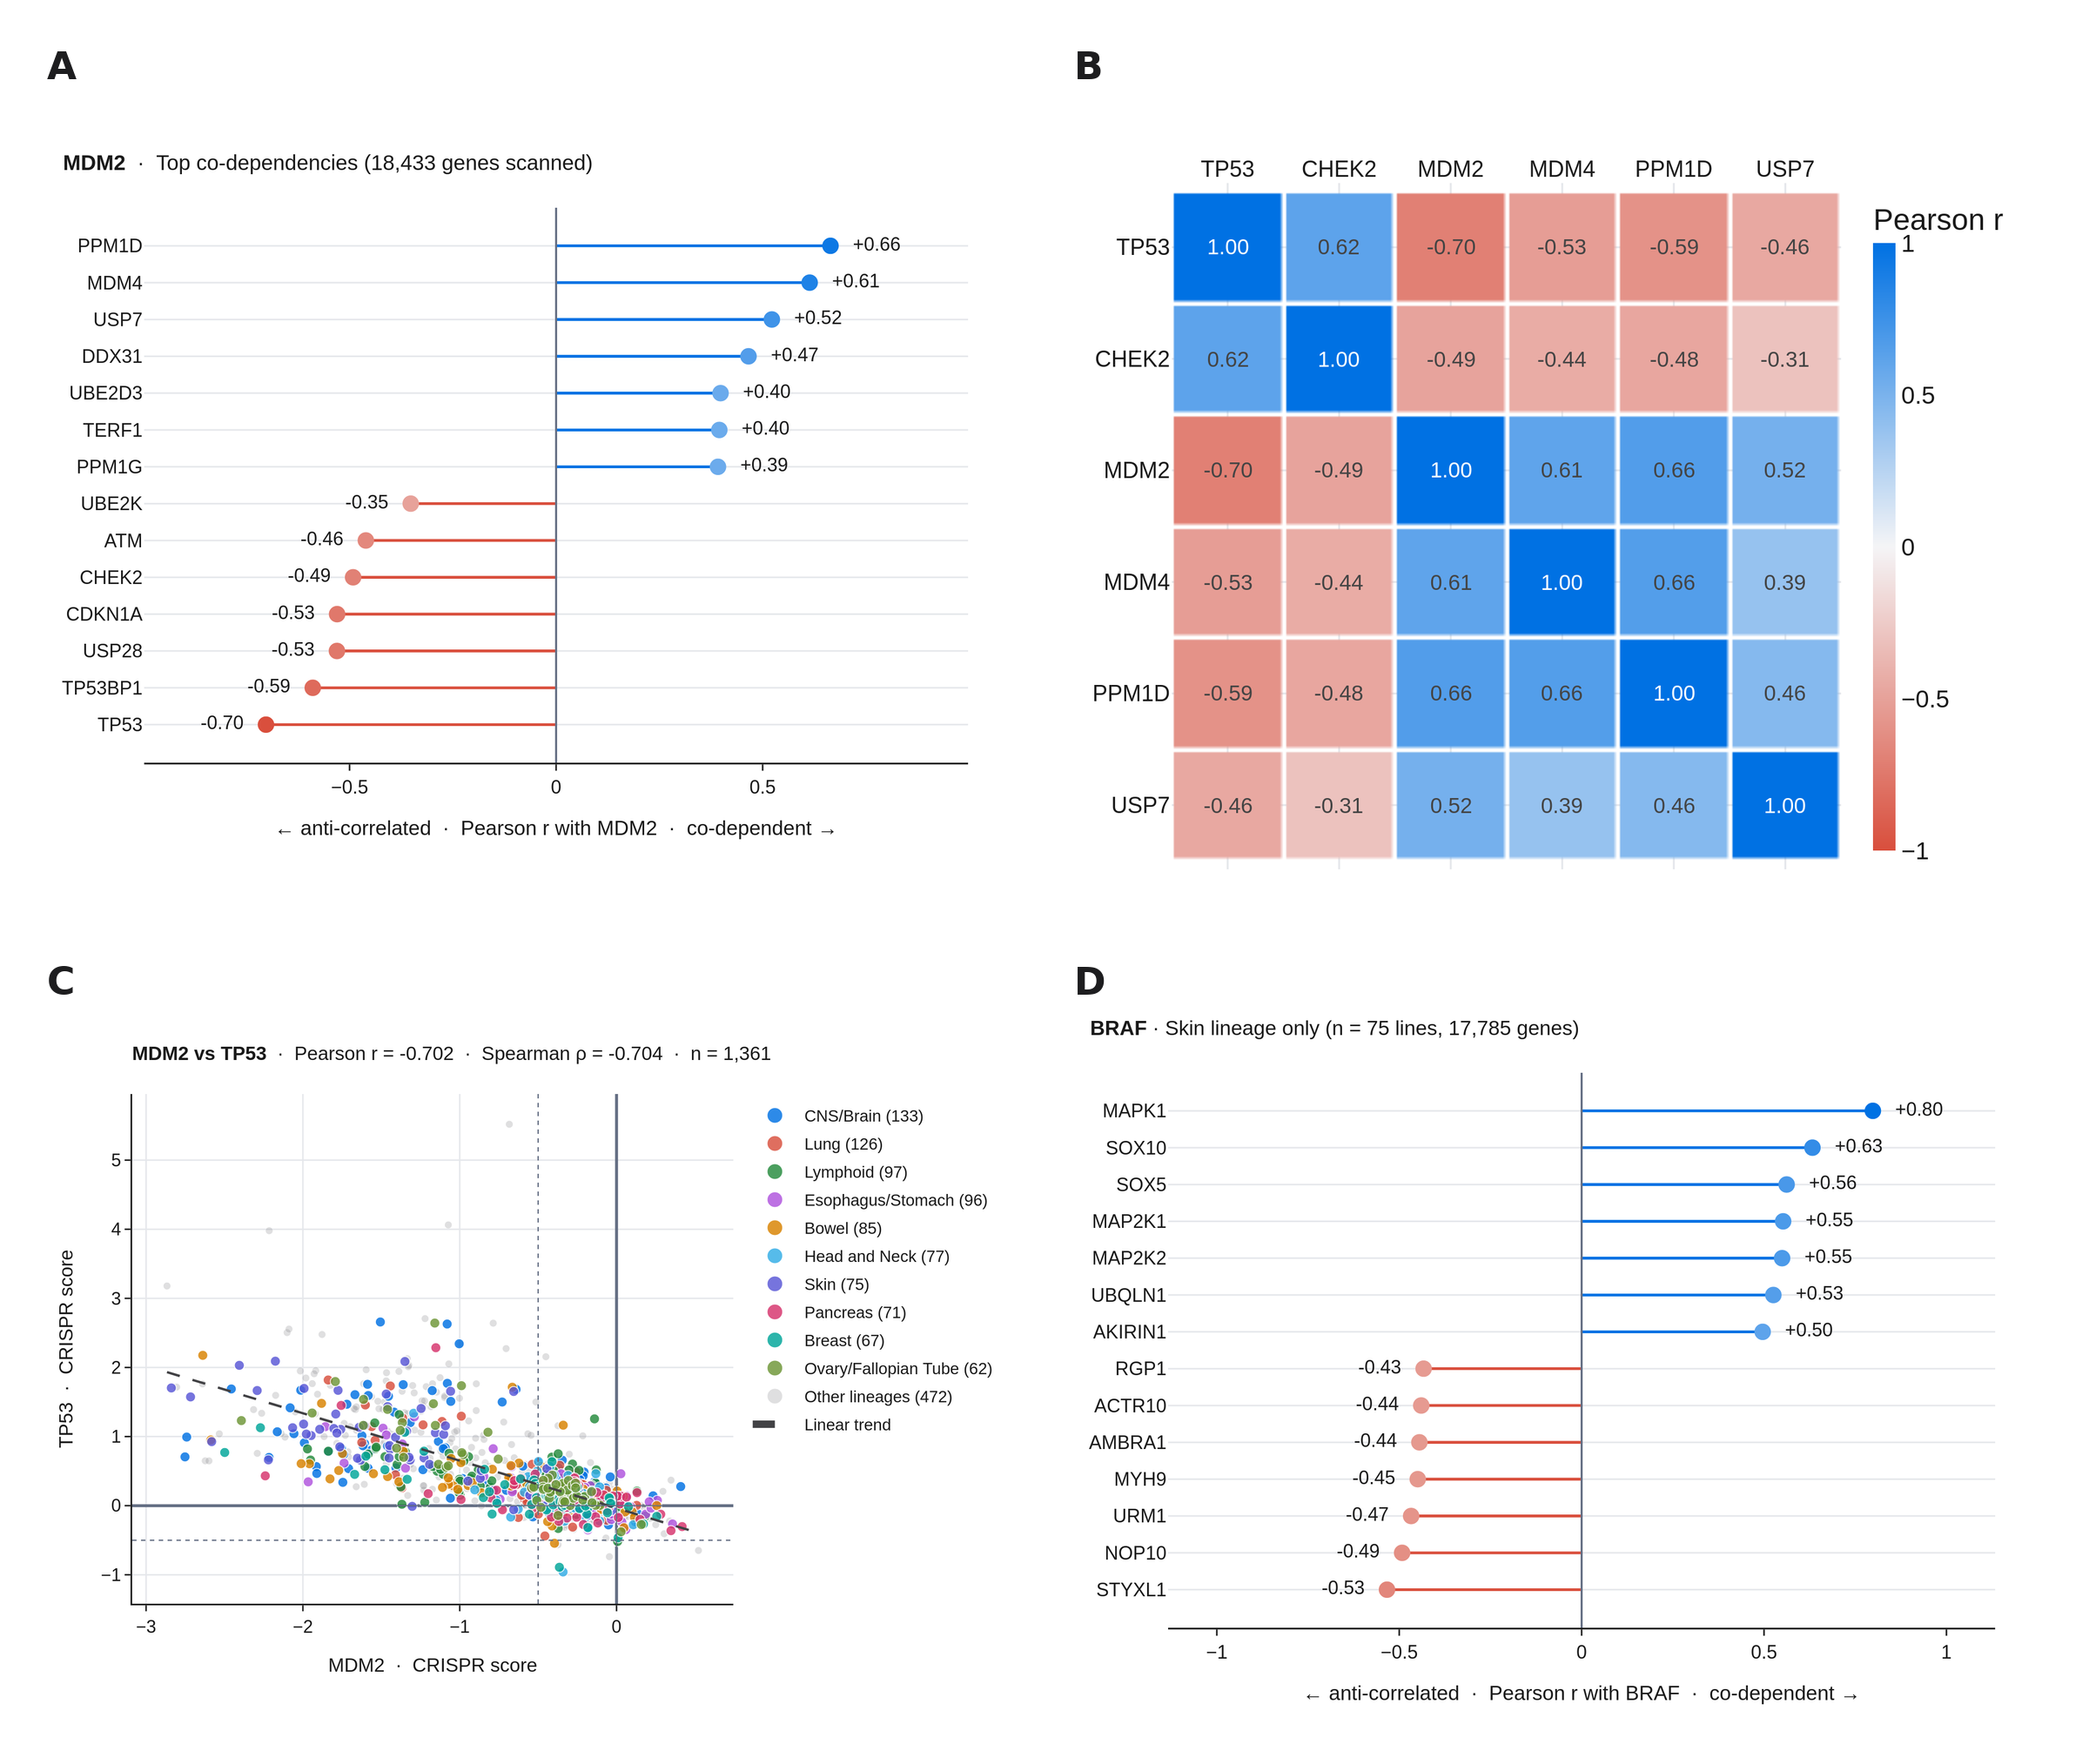 A
MDM2 · Top co-dependencies (18,433 genes scanned)
PPM1D +0.66
MDM4 +0.61
USP7 +0.52
DDX31 +0.47
UBE2D3 +0.40
TERF1 +0.40
PPM1G +0.39
UBE2K -0.35
ATM -0.46
CHEK2 -0.49
CDKN1A -0.53
USP28 -0.53
TP53BP1 -0.59
TP53 -0.70
−0.5 0 0.5
← anti-correlated · Pearson r with MDM2 · co-dependent →
B
TP53 CHEK2 MDM2 MDM4 PPM1D USP7
TP53 1.00 0.62 -0.70 -0.53 -0.59 -0.46
CHEK2 0.62 1.00 -0.49 -0.44 -0.48 -0.31
MDM2 -0.70 -0.49 1.00 0.61 0.66 0.52
MDM4 -0.53 -0.44 0.61 1.00 0.66 0.39
PPM1D -0.59 -0.48 0.66 0.66 1.00 0.46
USP7 -0.46 -0.31 0.52 0.39 0.46 1.00
Pearson r
1
0.5
0
−0.5
−1
C
MDM2 vs TP53 · Pearson r = -0.702 · Spearman ρ = -0.704 · n = 1,361
TP53 · CRISPR score
5
4
3
2
1
0
−1
−3 −2 −1 0
MDM2 · CRISPR score
CNS/Brain (133)
Lung (126)
Lymphoid (97)
Esophagus/Stomach (96)
Bowel (85)
Head and Neck (77)
Skin (75)
Pancreas (71)
Breast (67)
Ovary/Fallopian Tube (62)
Other lineages (472)
Linear trend
D
BRAF · Skin lineage only (n = 75 lines, 17,785 genes)
MAPK1 +0.80
SOX10 +0.63
SOX5 +0.56
MAP2K1 +0.55
MAP2K2 +0.55
UBQLN1 +0.53
AKIRIN1 +0.50
RGP1 -0.43
ACTR10 -0.44
AMBRA1 -0.44
MYH9 -0.45
URM1 -0.47
NOP10 -0.49
STYXL1 -0.53
−1 −0.5 0 0.5 1
← anti-correlated · Pearson r with BRAF · co-dependent →